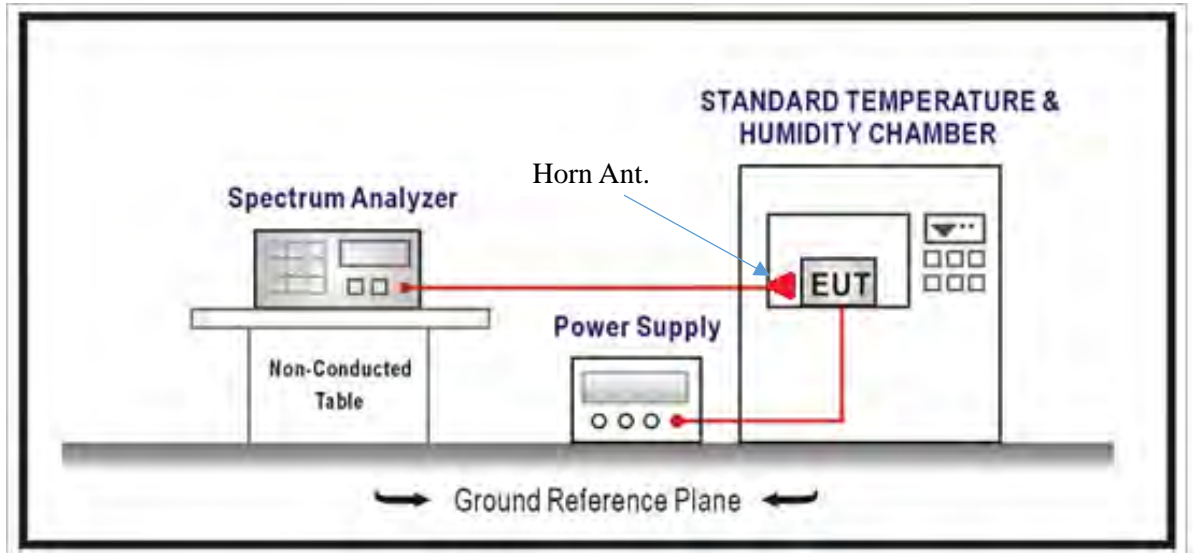 STANDARD TEMPERATURE &
HUMIDITY CHAMBER
Horn Ant.
Spectrum Analyzer
EUT
Power Supply
Non-Conducted
Table
Ground Reference Plane